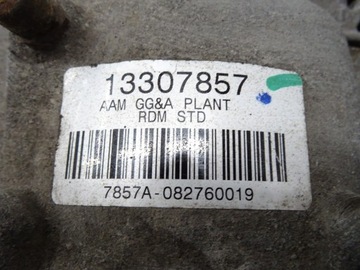 13307857
AAM GG&A PLANT
RDM STD
7857A-082760019